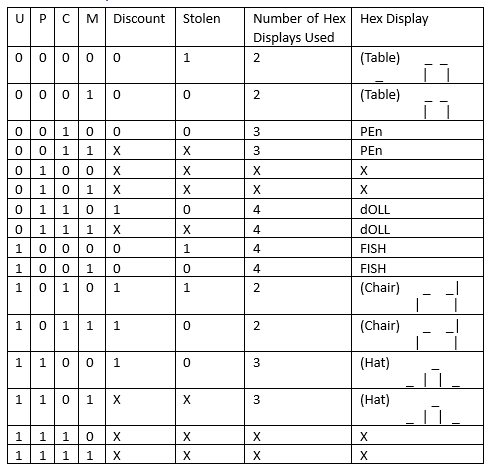 U P C M Discount Stolen Number of Hex Displays Used Hex Display
0 0 0 0 0 1 2 (Table) _ _
_ | |
0 0 0 1 0 0 2 (Table) _ _
| |
0 0 1 0 0 0 3 PEn
0 0 1 1 X X 3 PEn
0 1 0 0 X X X X
0 1 0 1 X X X X
0 1 1 0 1 0 4 dOLL
0 1 1 1 X X 4 dOLL
1 0 0 0 0 1 4 FISH
1 0 0 1 0 0 4 FISH
1 0 1 0 1 1 2 (Chair) _ _|
| |
1 0 1 1 1 0 2 (Chair) _ _|
| |
1 1 0 0 1 0 3 (Hat) _
_ | | _
1 1 0 1 X X 3 (Hat) _
_ | | _
1 1 1 0 X X X X
1 1 1 1 X X X X